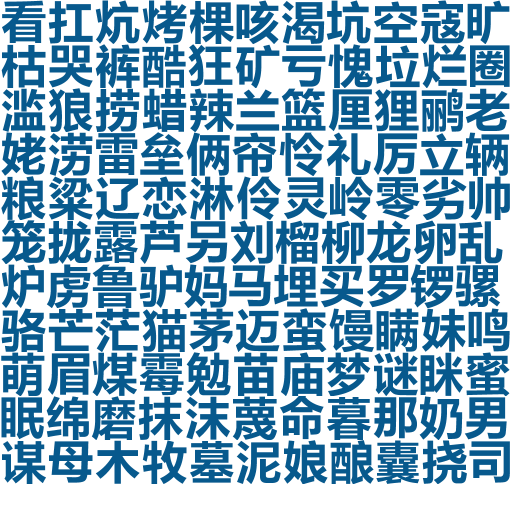 看扛炕烤棵咳渴坑空寇旷
枯哭裤酷狂矿亏愧垃烂圈
滥狼捞蜡辣兰篮厘狸鹂老
姥涝雷垒俩帘怜礼厉立辆
粮粱辽恋淋伶灵岭零劣帅
笼拢露芦另刘榴柳龙卵乱
炉虏鲁驴妈马埋买罗锣骡
骆芒茫猫茅迈蛮馒瞒妹鸣
萌眉煤霉勉苗庙梦谜眯蜜
眠绵磨抹沫蔑命暮那奶男
谋母木牧墓泥娘酿囊挠司